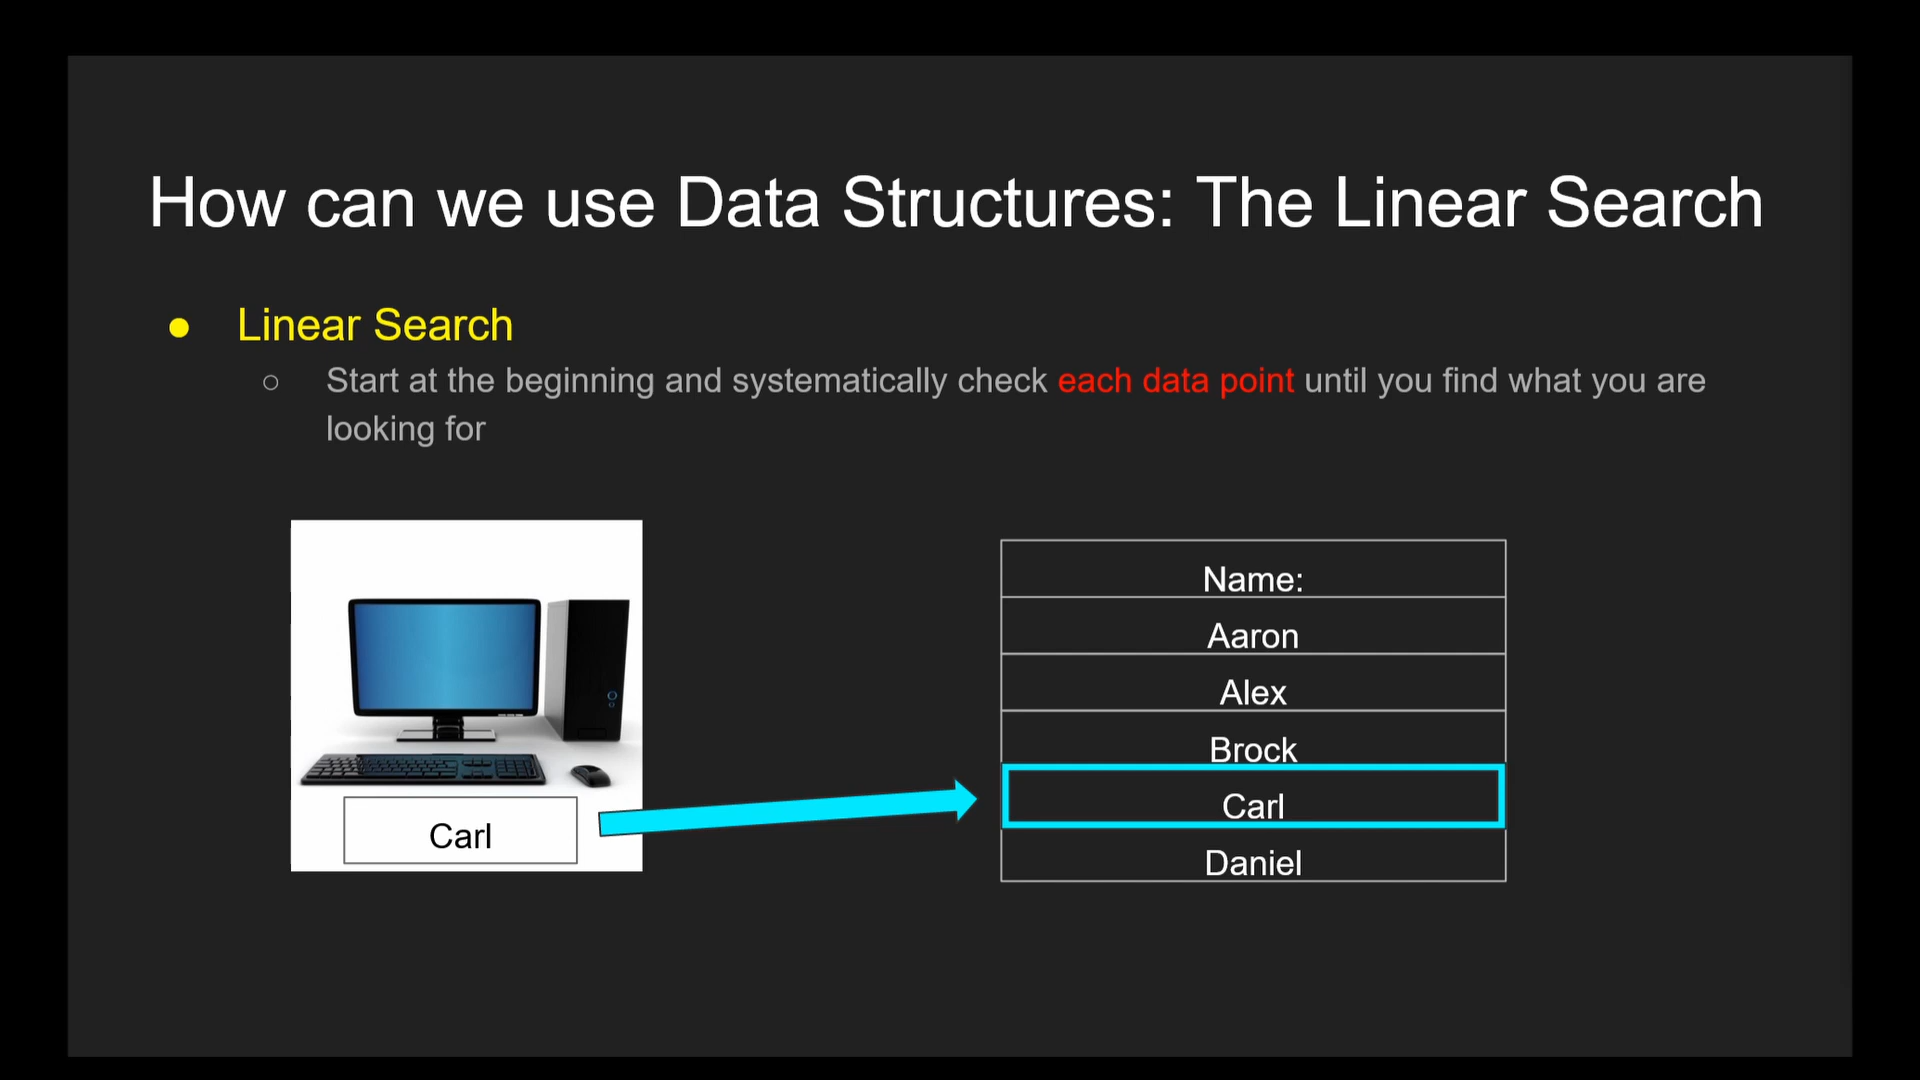 How can we use Data Structures: The Linear Search
● Linear Search
○ Start at the beginning and systematically check each data point until you find what you are
looking for
Carl
Name:
Aaron
Alex
Brock
Carl
Daniel